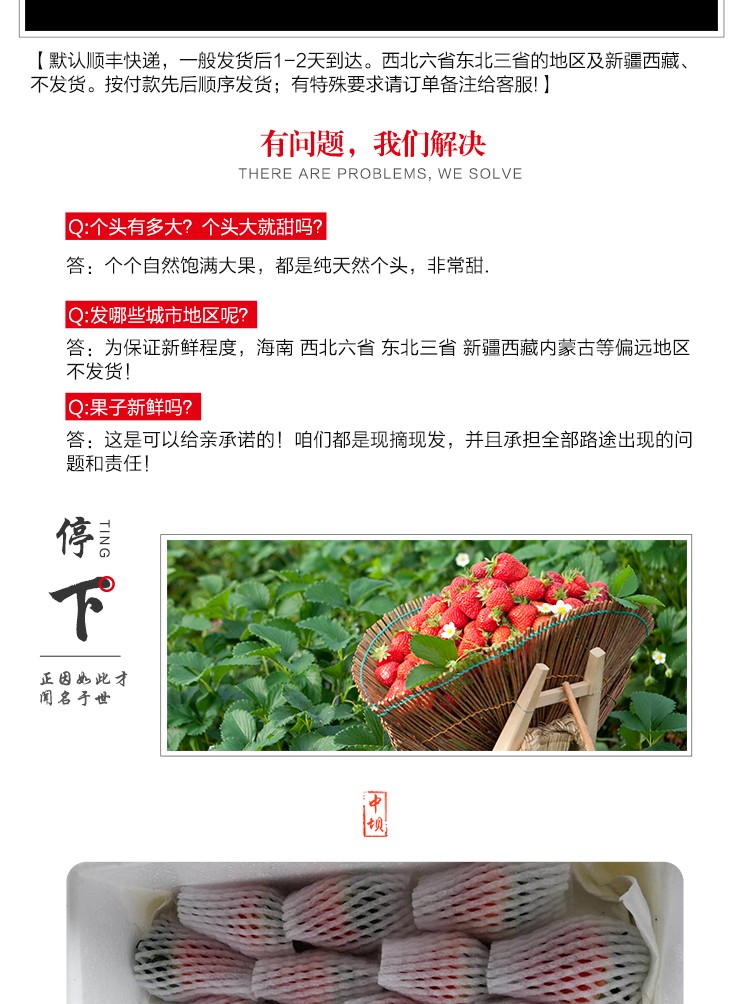 【 默认顺丰快递，一般发货后1-2天到达。西北六省东北三省的地区及新疆西藏、
不发货。按付款先后顺序发货；有特殊要求请订单备注给客服!】
有问题，我们解决
THERE ARE PROBLEMS, WE SOLVE
Q:个头有多大？个头大就甜吗?
答：个个自然饱满大果，都是纯天然个头，非常甜.
Q:发哪些城市地区呢?
答：为保证新鲜程度，海南 西北六省 东北三省 新疆西藏内蒙古等偏远地区
不发货！
Q:果子新鲜吗？
答：这是可以给亲承诺的！咱们都是现摘现发，并且承担全部路途出现的问
题和责任！
停
TING
下
正因如此才
闻名于世
中
坝